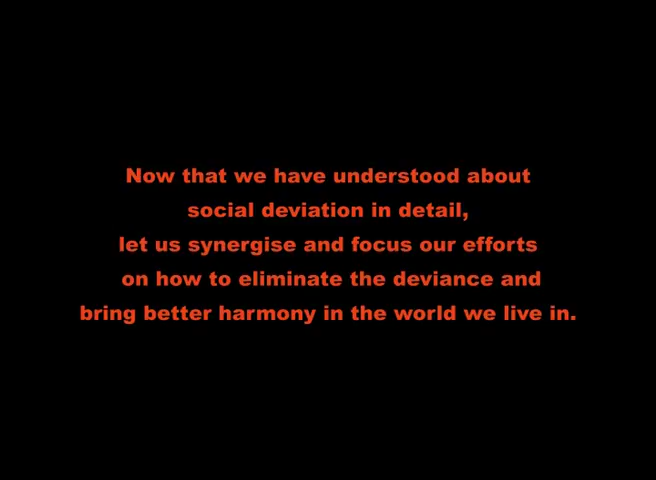 Now that we have understood about
social deviation in detail,
let us synergise and focus our efforts
on how to eliminate the deviance and
bring better harmony in the world we live in.